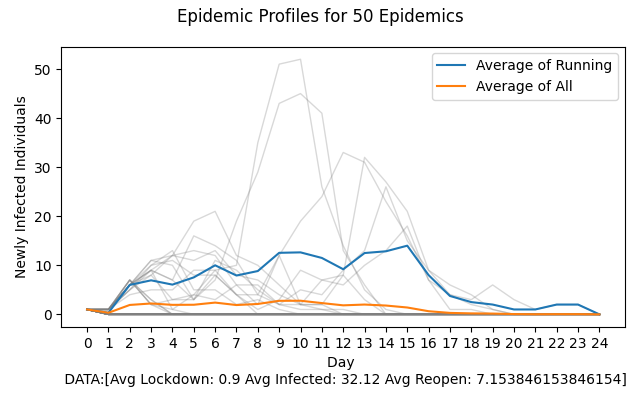 Epidemic Profiles for 50 Epidemics
Average of Running
Average of All
Newly Infected Individuals
50
40
30
20
10
0
0 1 2 3 4 5 6 7 8 9 10 11 12 13 14 15 16 17 18 19 20 21 22 23 24
Day
DATA:[Avg Lockdown: 0.9 Avg Infected: 32.12 Avg Reopen: 7.153846153846154]